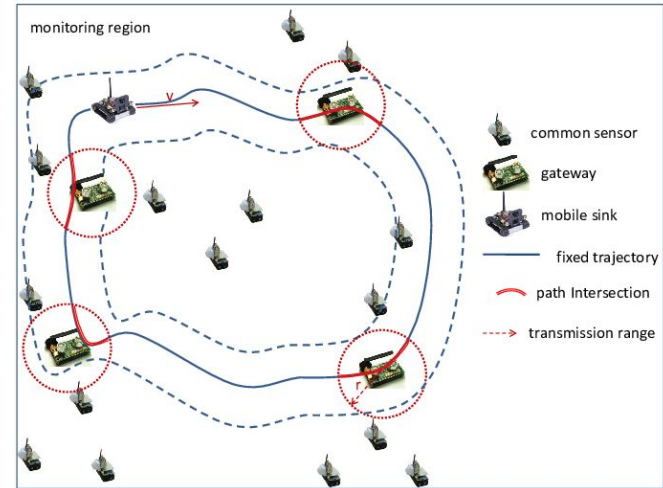 monitoring region
v
common sensor
gateway
mobile sink
fixed trajectory
path Intersection
transmission range
r